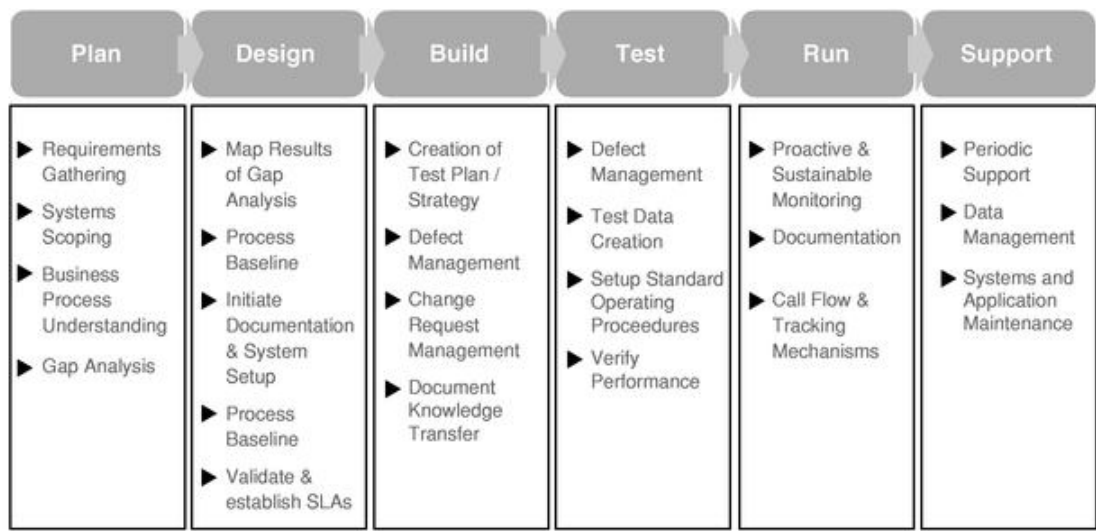 Plan
Design
Build
Test
Run
Support
Requirements
Gathering
Systems
Scoping
Business
Process
Understanding
Gap Analysis
Map Results
of Gap
Analysis
Process
Baseline
Initiate
Documentation
& System
Setup
Process
Baseline
Validate &
establish SLAs
Creation of
Test Plan /
Strategy
Defect
Management
Change
Request
Management
Document
Knowledge
Transfer
Defect
Management
Test Data
Creation
Setup Standard
Operating
Proceedures
Verify
Performance
Proactive &
Sustainable
Monitoring
Documentation
Call Flow &
Tracking
Mechanisms
Periodic
Support
Data
Management
Systems and
Application
Maintenance